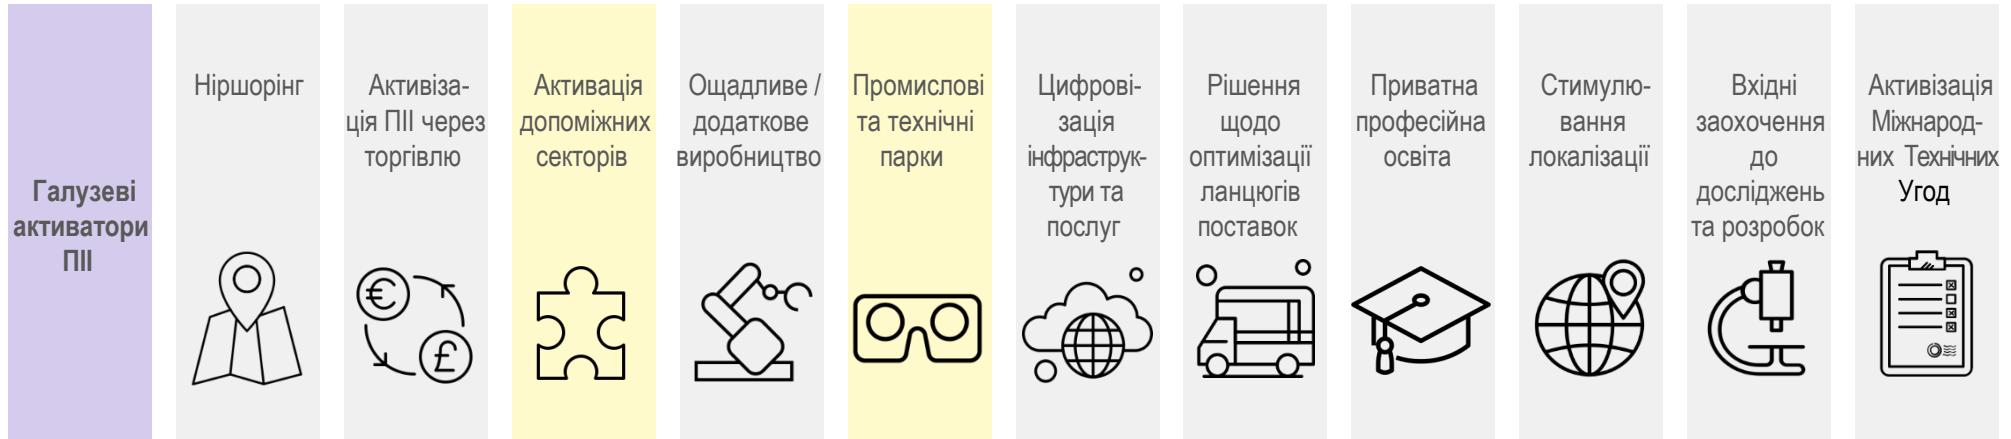 Галузеві
активатори
ПІІ
Ніршорінг
Активіза-
ція ПІІ через
торгівлю
Активація
допоміжних
секторів
Ощадливе /
додаткове
виробництво
Промислові
та технічні
парки
Цифрові-
зація
інфраструк-
тури та
послуг
Рішення
щодо
оптимізації
ланцюгів
поставок
Приватна
професійна
освіта
Стимулю-
вання
локалізації
Вхідні
заохочення
до
досліджень
та розробок
Активізація
Міжнарод-
них Технічних
Угод
€
£